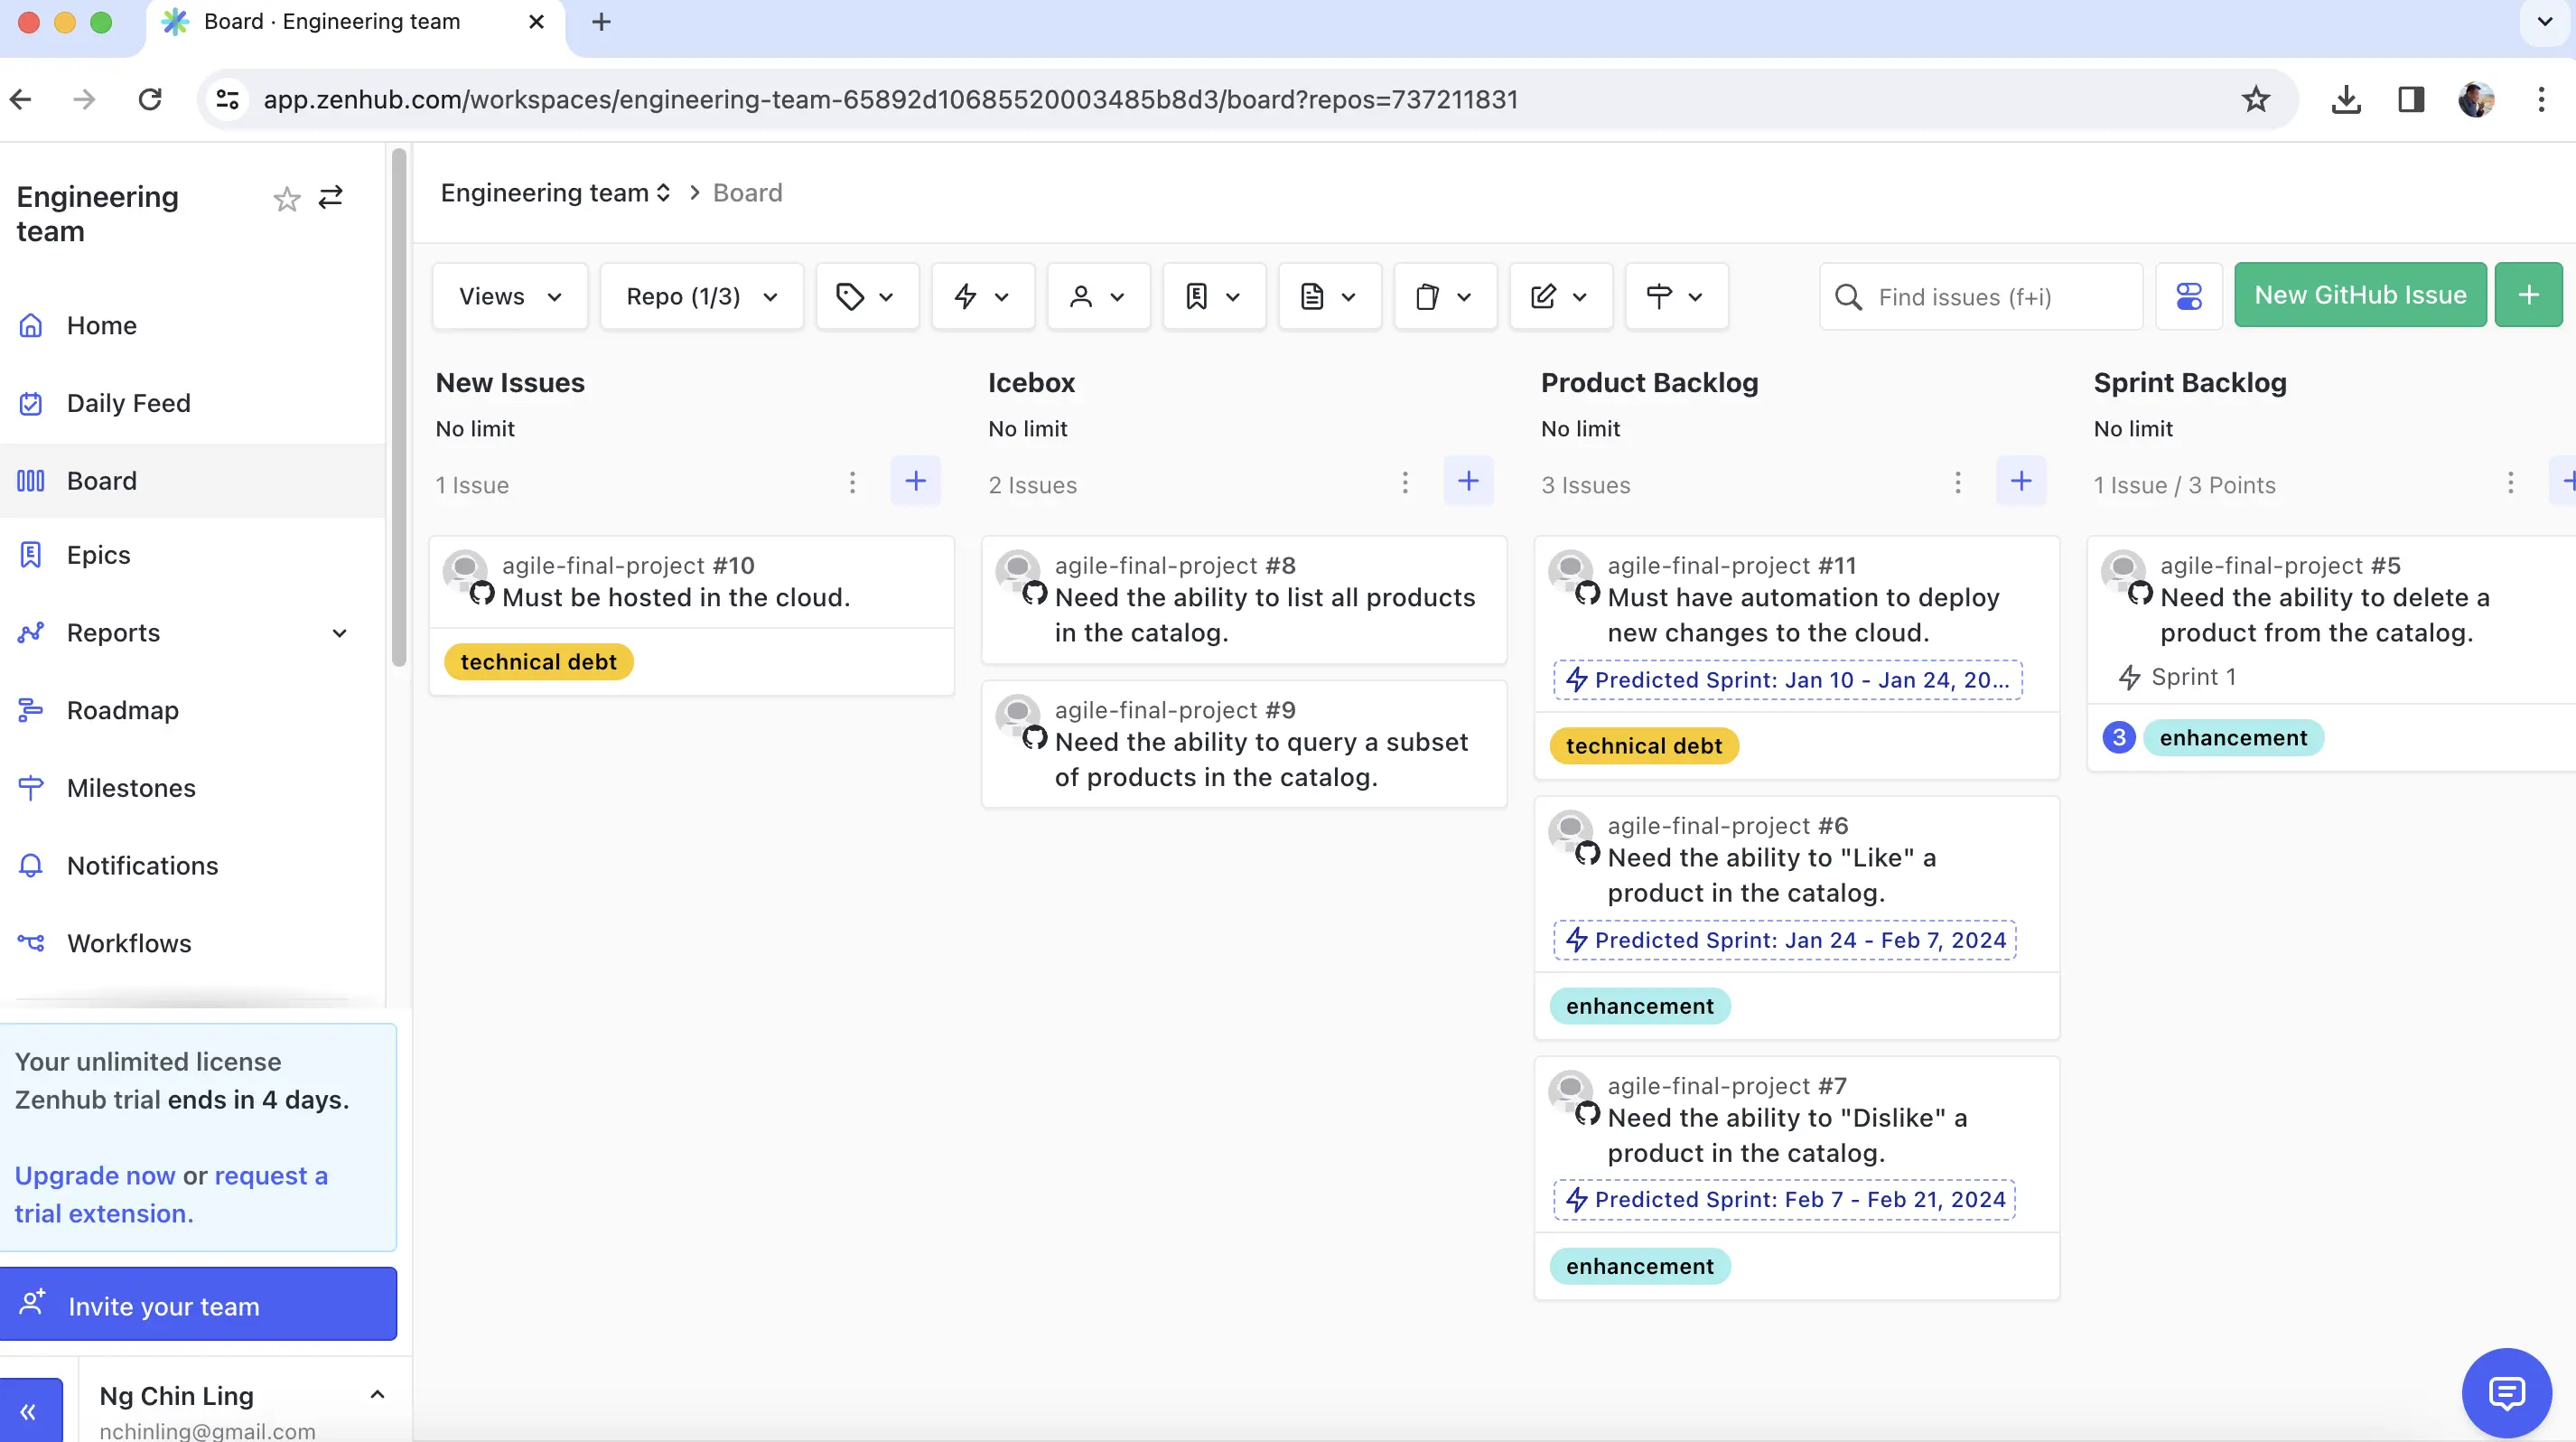 Board · Engineering team
app.zenhub.com/workspaces/engineering-team-65892d10685520003485b8d3/board?repos=737211831
Engineering
team
Home
Daily Feed
Board
Epics
Reports
Roadmap
Milestones
Notifications
Workflows
Your unlimited license
Zenhub trial ends in 4 days.
Upgrade now or request a
trial extension.
Invite your team
Ng Chin Ling
nchinling@gmail.com
Engineering team > Board
Views
Repo (1/3)
Find issues (f+i)
New GitHub Issue
New Issues
No limit
1 Issue
agile-final-project #10
Must be hosted in the cloud.
technical debt
Icebox
No limit
2 Issues
agile-final-project #8
Need the ability to list all products
in the catalog.
agile-final-project #9
Need the ability to query a subset
of products in the catalog.
Product Backlog
No limit
3 Issues
agile-final-project #11
Must have automation to deploy
new changes to the cloud.
Predicted Sprint: Jan 10 - Jan 24, 20...
technical debt
agile-final-project #6
Need the ability to "Like" a
product in the catalog.
Predicted Sprint: Jan 24 - Feb 7, 2024
enhancement
agile-final-project #7
Need the ability to "Dislike" a
product in the catalog.
Predicted Sprint: Feb 7 - Feb 21, 2024
enhancement
Sprint Backlog
No limit
1 Issue / 3 Points
agile-final-project #5
Need the ability to delete a
product from the catalog.
Sprint 1
3 enhancement